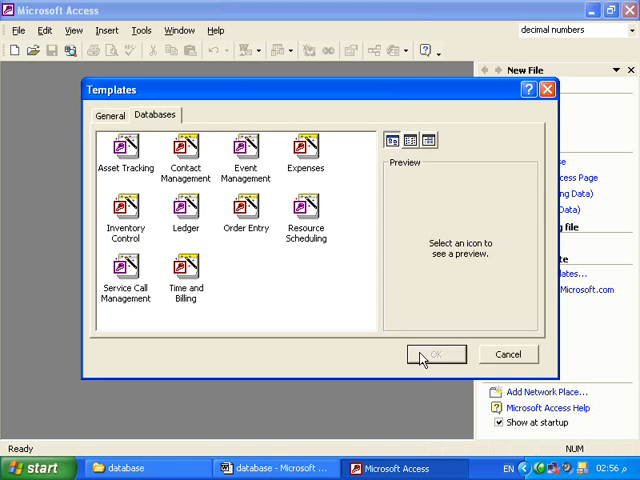 Microsoft Access
File Edit View Insert Tools Window Help
decimal numbers
New File
Templates
General Databases
Asset Tracking
Contact Management
Event Management
Expenses
Inventory Control
Ledger
Order Entry
Resource Scheduling
Service Call Management
Time and Billing
Preview
Select an icon to
see a preview.
OK
Cancel
Access Page
ng Data)
Data)
g file
Microsoft.com
Add Network Place...
Microsoft Access Help
Show at startup
Ready
NUM
start
database
database - Microsoft ...
Microsoft Access
EN
02:56 م